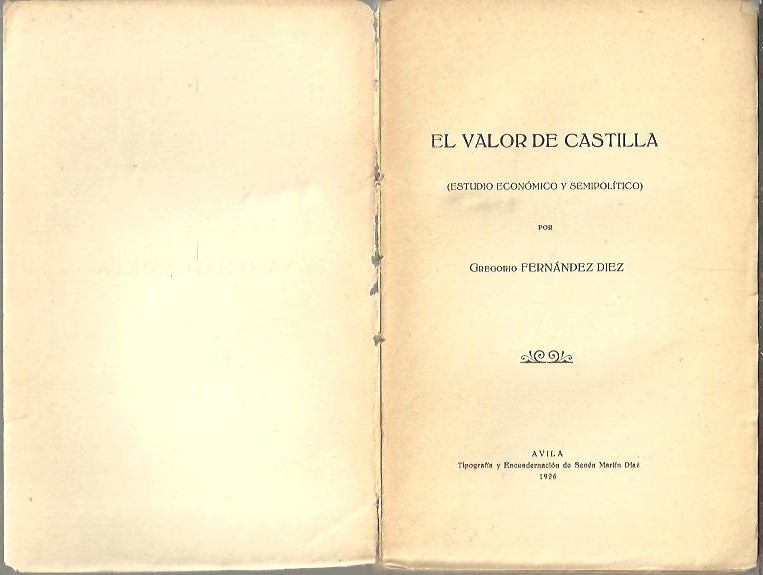 EL VALOR DE CASTILLA
(ESTUDIO ECONÓMICO Y SEMIPOLÍTICO)
POR
GREGORIO FERNÁNDEZ DIEZ
AVILA
Tipografía y Encuadernación de Senén Martín Díaz
1926